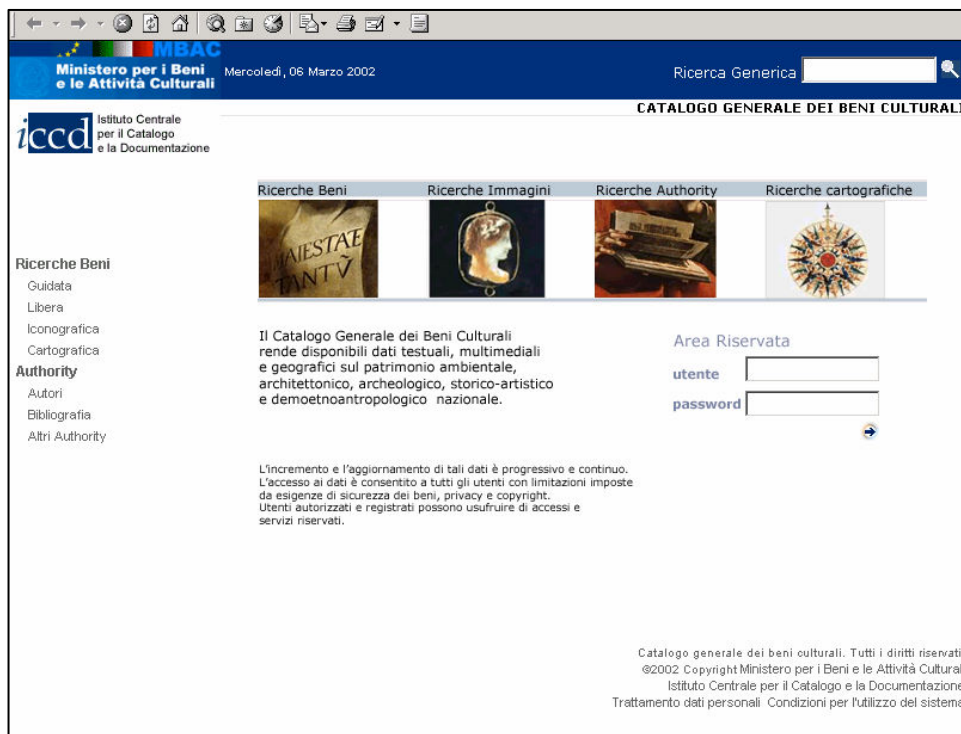 MBAC
Ministero per i Beni
e le Attività Culturali
Mercoledì, 06 Marzo 2002
Ricerca Generica
CATALOGO GENERALE DEI BENI CULTURALI
iccd
Istituto Centrale
per il Catalogo
e la Documentazione
Ricerche Beni
Ricerche Immagini
Ricerche Authority
Ricerche cartografiche
MAIESTAE
TANTV̄
Ricerche Beni
Guidata
Libera
Iconografica
Cartografica
Authority
Autori
Bibliografia
Altri Authority
Il Catalogo Generale dei Beni Culturali
rende disponibili dati testuali, multimediali
e geografici sul patrimonio ambientale,
architettonico, archeologico, storico-artistico
e demoetnoantropologico nazionale.
Area Riservata
utente
password
L'incremento e l'aggiornamento di tali dati è progressivo e continuo.
L'accesso ai dati è consentito a tutti gli utenti con limitazioni imposte
da esigenze di sicurezza dei beni, privacy e copyright.
Utenti autorizzati e registrati possono usufruire di accessi e
servizi riservati.
Catalogo generale dei beni culturali. Tutti i diritti riservati
©2002 Copyright Ministero per i Beni e le Attività Cultural
Istituto Centrale per il Catalogo e la Documentazione
Trattamento dati personali Condizioni per l'utilizzo del sistema